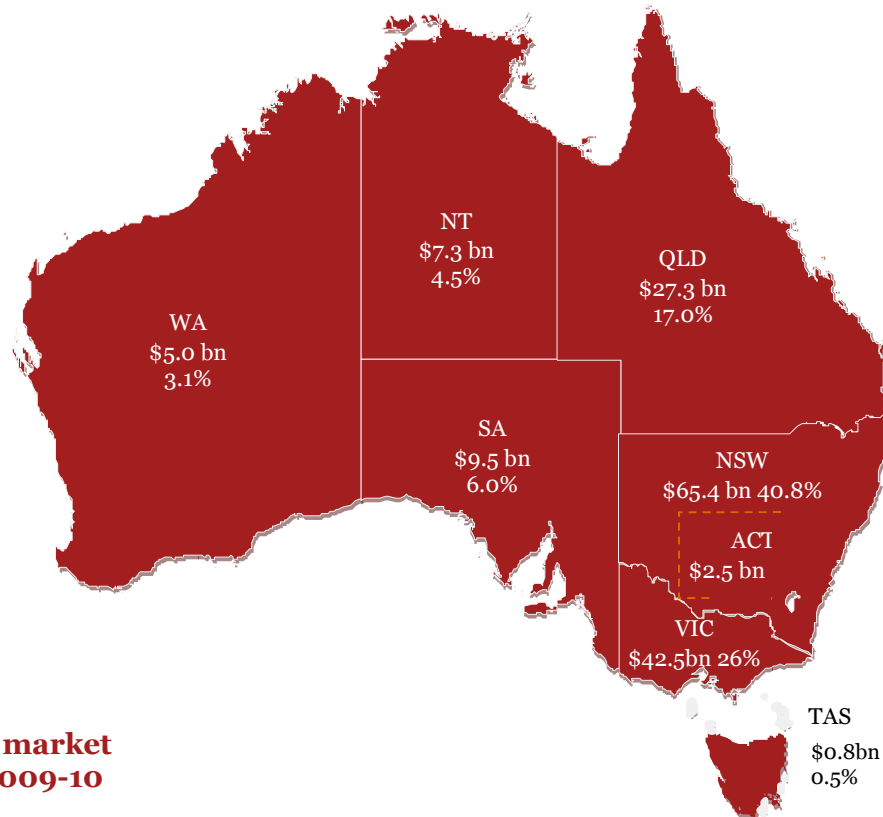 NT
$7.3 bn
4.5%
QLD
$27.3 bn
17.0%
WA
$5.0 bn
3.1%
SA
$9.5 bn
6.0%
NSW
$65.4 bn 40.8%
ACT
$2.5 bn
VIC
$42.5bn 26%
TAS
$0.8bn
0.5%
market
009-10